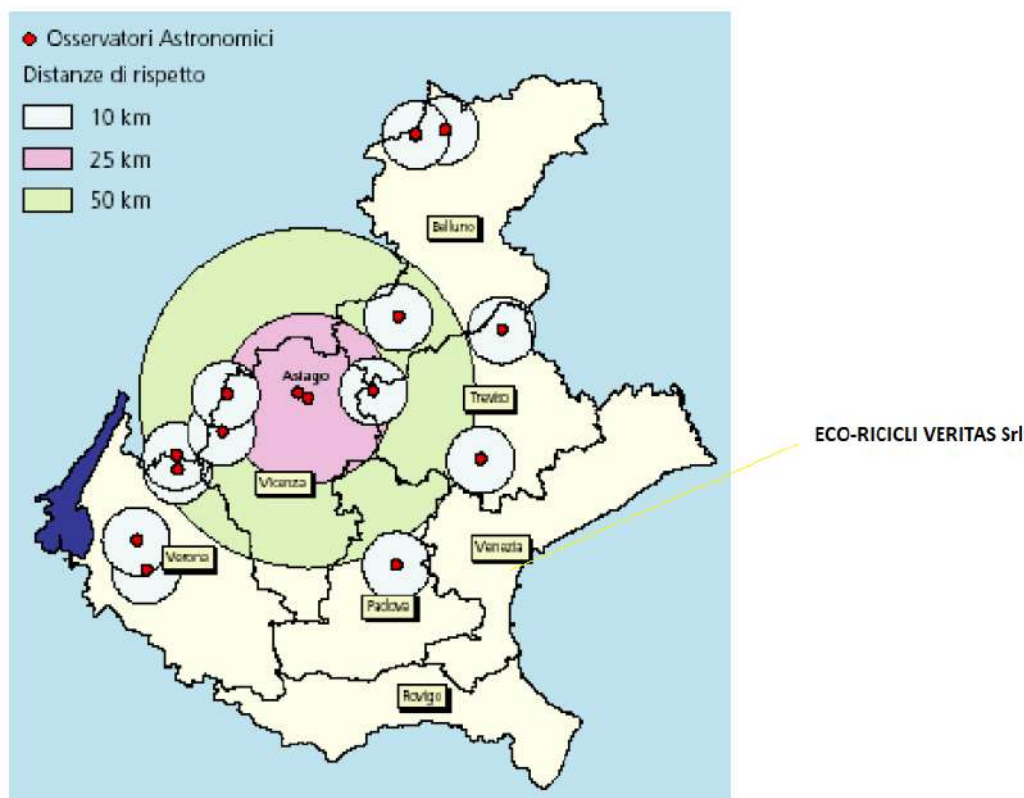 Osservatori Astronomici
Distanze di rispetto
10 km
25 km
50 km
Belluno
Asiago
Treviso
ECO-RICICLI VERITAS Srl
Vicenza
Venezia
Verona
Padova
Rovigo